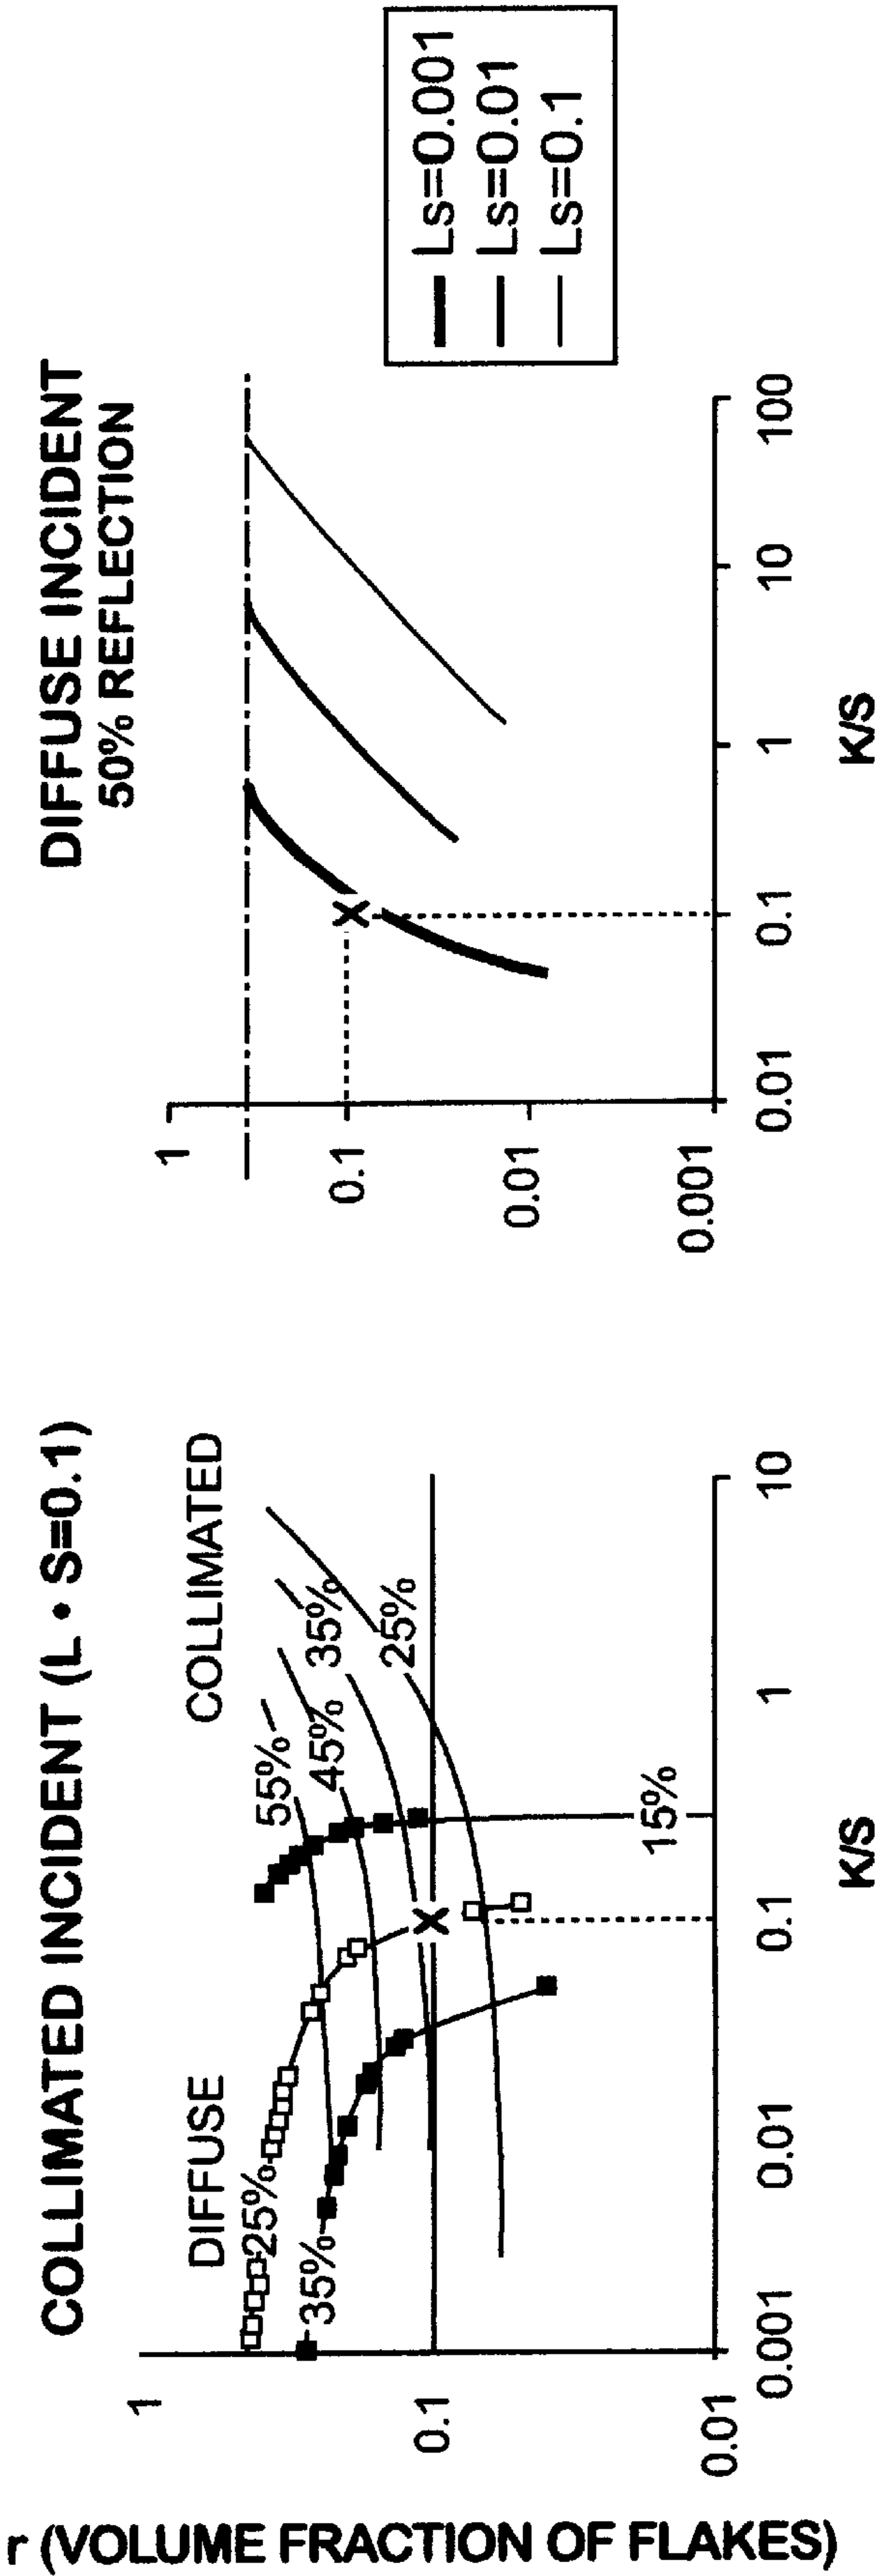 COLLIMATED INCIDENT (L • S=0.1)
DIFFUSE
COLLIMATED
25%
35%
55%
45%
35%
25%
15%
1
0.1
0.01
0.001
0.01
0.1
1
10
K/S
r (VOLUME FRACTION OF FLAKES)
DIFFUSE INCIDENT
50% REFLECTION
1
0.1
0.01
0.001
0.01
0.1
1
10
100
K/S
Ls=0.001
Ls=0.01
Ls=0.1